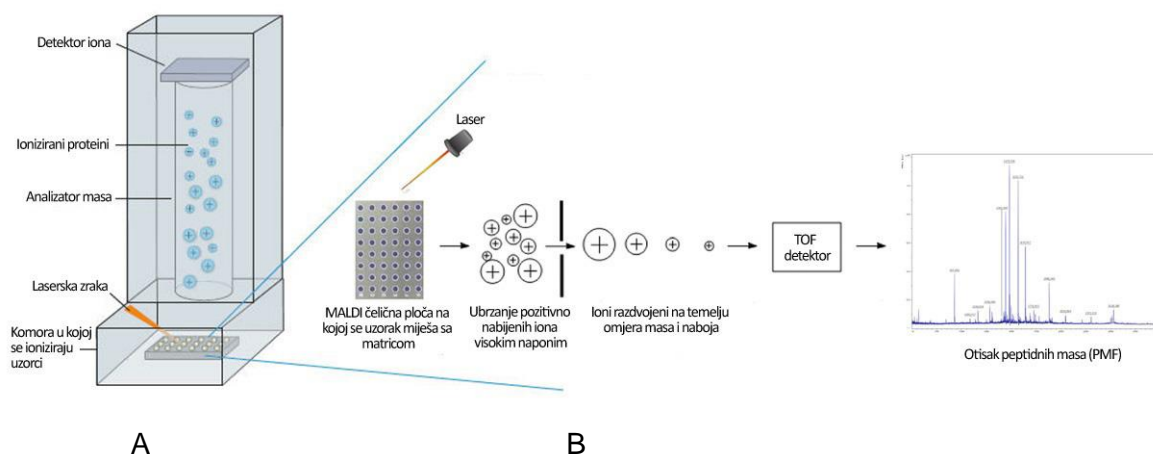 Detektor iona
Ionizirani proteini
Analizator masa
Laserska zraka
Komora u kojoj
se ioniziraju
uzorci
Laser
MALDI čelična ploča na
kojoj se uzorak miješa sa
matricom
Ubrzanje pozitivno
nabijenih iona
visokim naponim
Ioni razdvojeni na temelju
omjera masa i naboja
TOF
detektor
Otisak peptidnih masa (PMF)
A
B